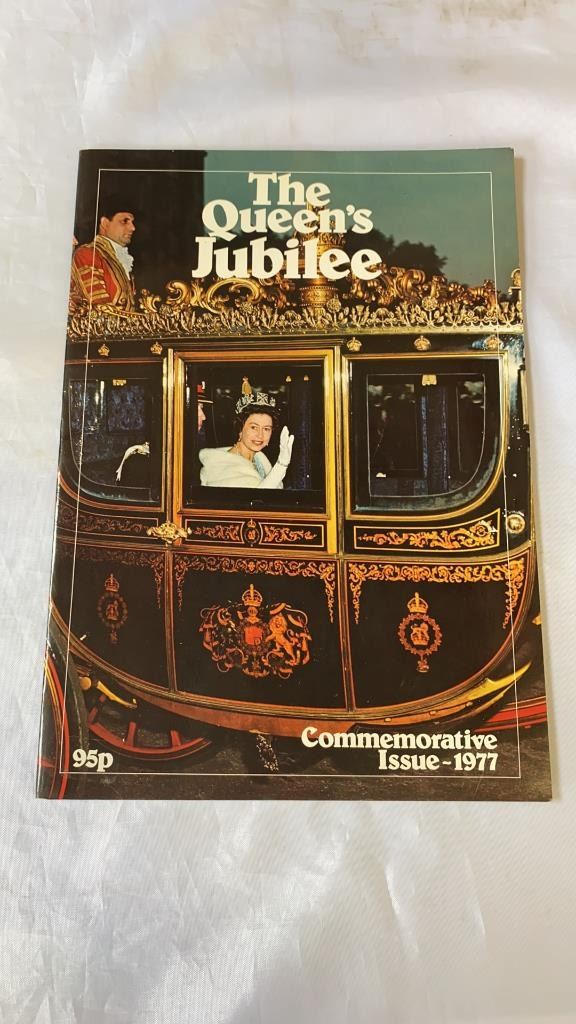 The
Queen's
Jubilee
Commemorative
Issue-1977
95p